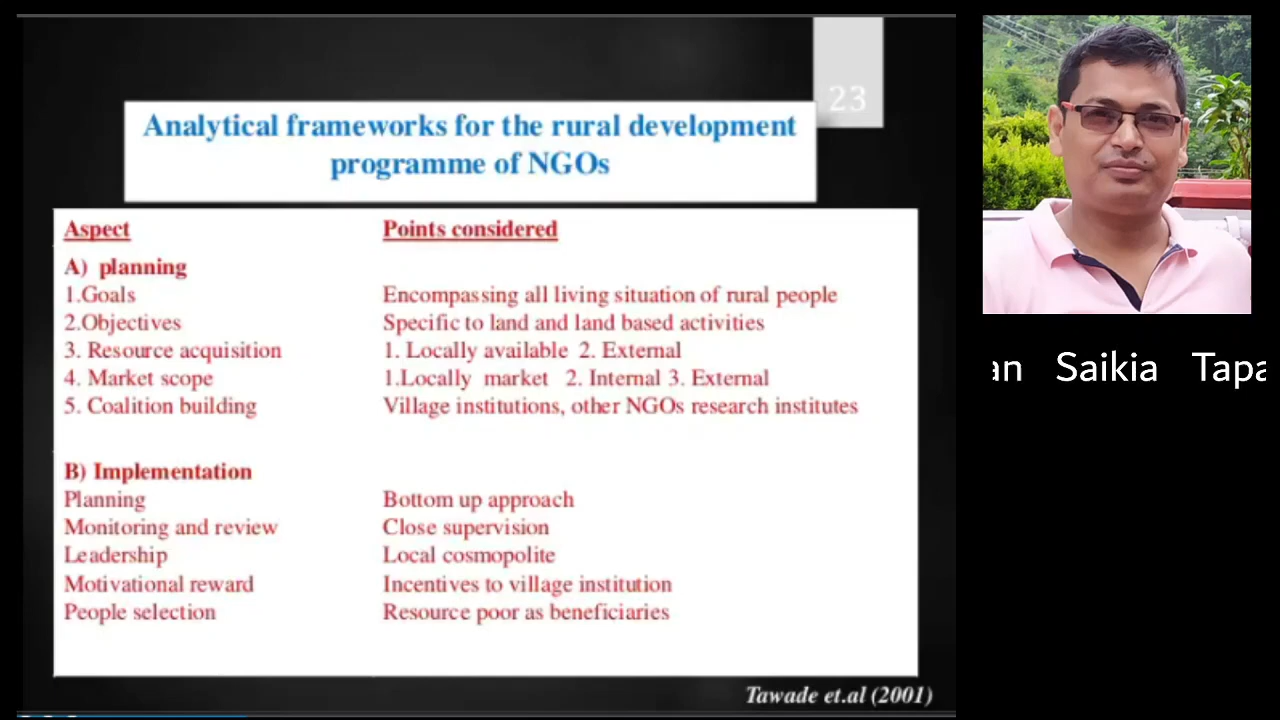 23
Analytical frameworks for the rural development
programme of NGOs
Aspect Points considered
A) planning
1.Goals Encompassing all living situation of rural people
2.Objectives Specific to land and land based activities
3. Resource acquisition 1. Locally available 2. External
4. Market scope 1.Locally market 2. Internal 3. External
5. Coalition building Village institutions, other NGOs research institutes
B) Implementation
Planning Bottom up approach
Monitoring and review Close supervision
Leadership Local cosmopolite
Motivational reward Incentives to village institution
People selection Resource poor as beneficiaries
Tawade et.al (2001)
an Saikia Tapa